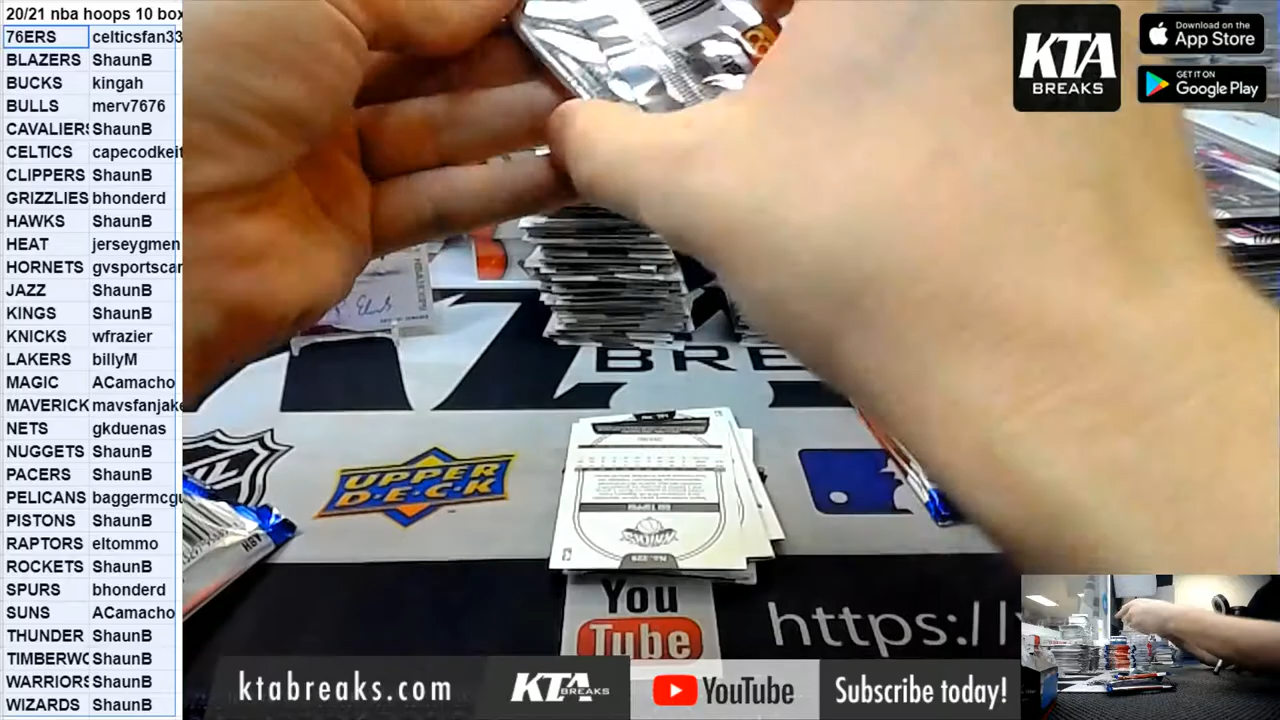 20/21 nba hoops 10 box
76ERS celticsfan33
BLAZERS ShaunB
BUCKS kingah
BULLS merv7676
CAVALIERS ShaunB
CELTICS capecodkeit
CLIPPERS ShaunB
GRIZZLIES bhonderd
HAWKS ShaunB
HEAT jerseygmen
HORNETS gvsportscar
JAZZ ShaunB
KINGS ShaunB
KNICKS wfrazier
LAKERS billyM
MAGIC ACamacho
MAVERICK mavsfanjake
NETS gkduenas
NUGGETS ShaunB
PACERS ShaunB
PELICANS baggermcgu
PISTONS ShaunB
RAPTORS eltommo
ROCKETS ShaunB
SPURS bhonderd
SUNS ACamacho
THUNDER ShaunB
TIMBERWO ShaunB
WARRIORS ShaunB
WIZARDS ShaunB
KTA
BREAKS
Download on the
App Store
GET IT ON
Google Play
BRE
NHL
UPPER
D·E·C·K
You
Tube
https://
ktabreaks.com
KTA
BREAKS
YouTube
Subscribe today!